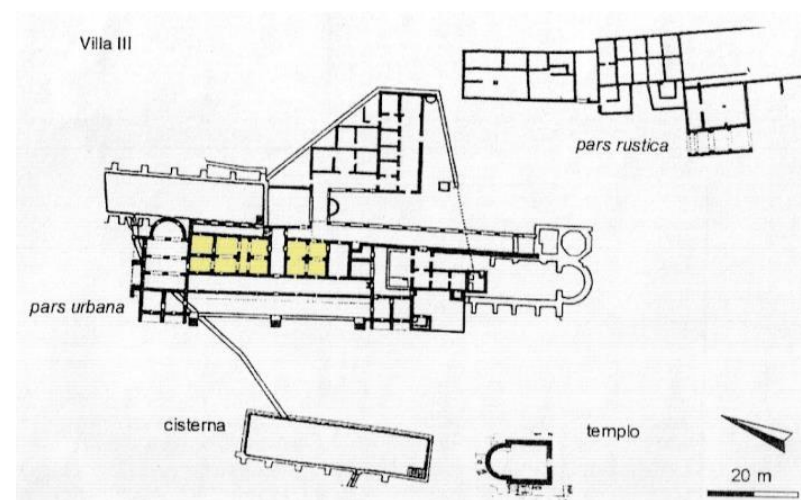 Villa III
pars rustica
pars urbana
cisterna
templo
20 m